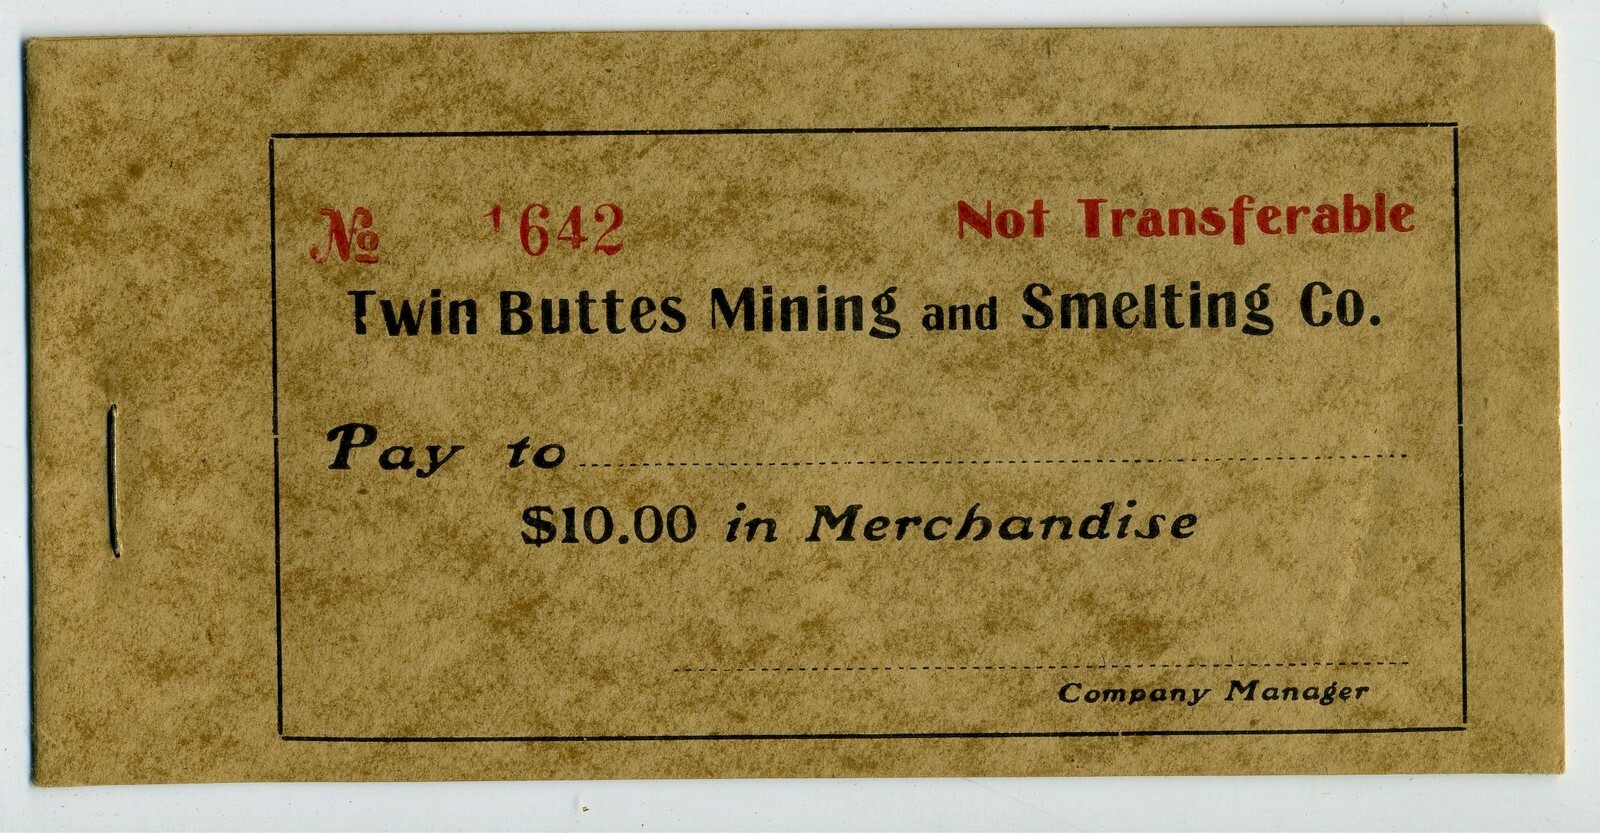 № 1642 Not Transferable
Twin Buttes Mining and Smelting Co.
Pay to
$10.00 in Merchandise
Company Manager